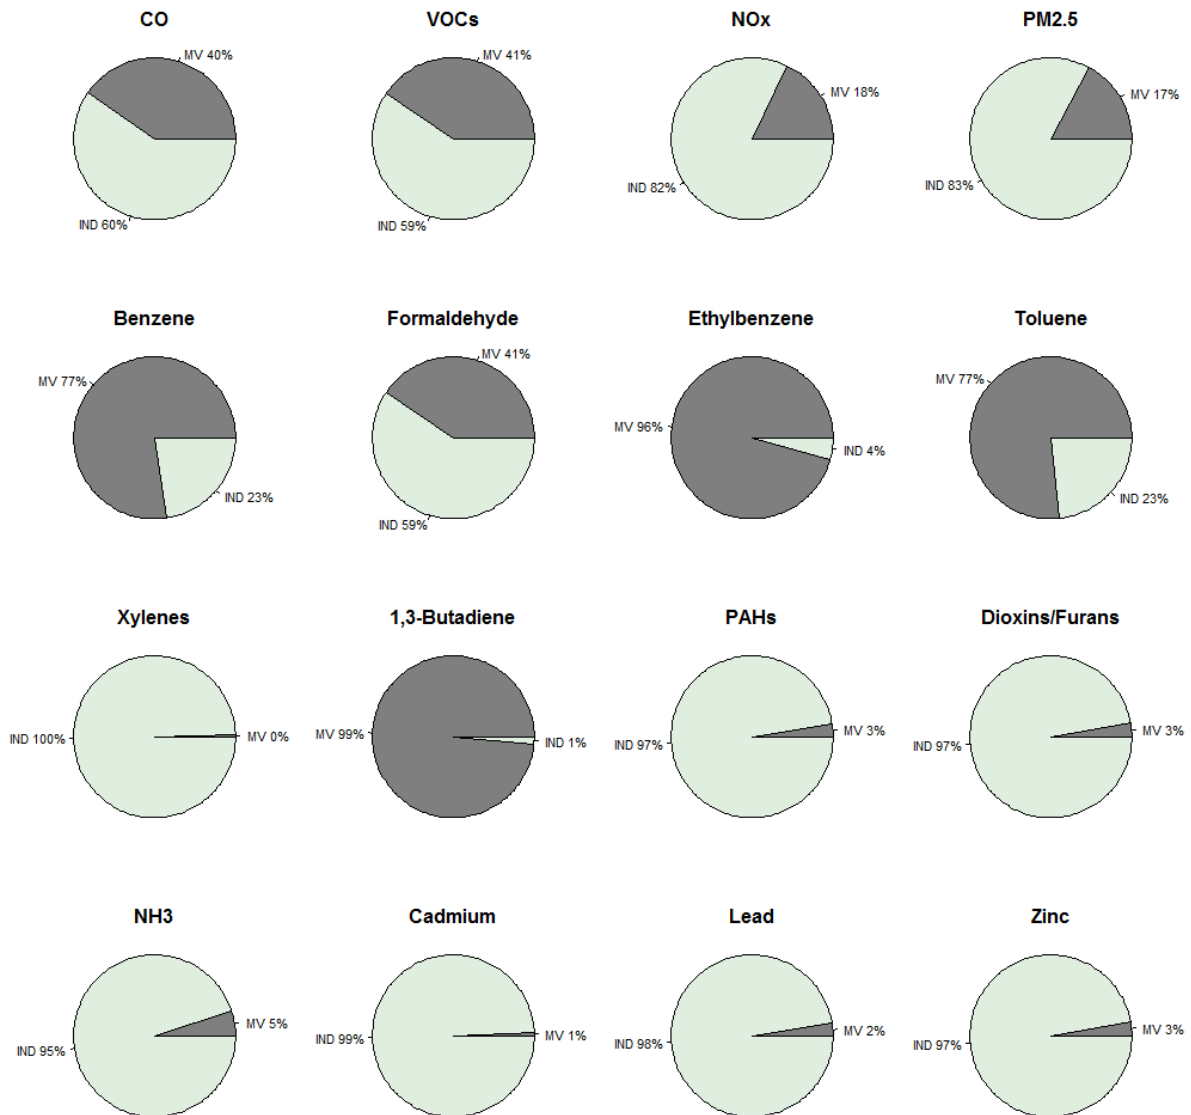 CO
VOCs
NOx
PM2.5
MV 40%
IND 60%
MV 41%
IND 59%
MV 18%
IND 82%
MV 17%
IND 83%
Benzene
Formaldehyde
Ethylbenzene
Toluene
MV 77%
IND 23%
MV 41%
IND 59%
MV 96%
IND 4%
MV 77%
IND 23%
Xylenes
1,3-Butadiene
PAHs
Dioxins/Furans
IND 100%
MV 0%
MV 99%
IND 1%
IND 97%
MV 3%
IND 97%
MV 3%
NH3
Cadmium
Lead
Zinc
MV 5%
IND 95%
IND 99%
MV 1%
MV 2%
IND 98%
MV 3%
IND 97%